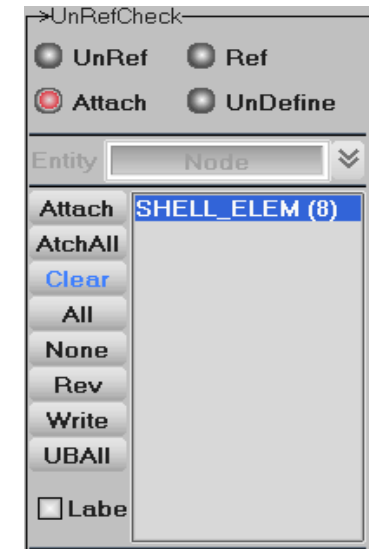 ->UnRefCheck
UnRef Ref
Attach UnDefine
Entity Node
Attach SHELL_ELEM (8)
AtchAll
Clear
All
None
Rev
Write
UBAll
Labe